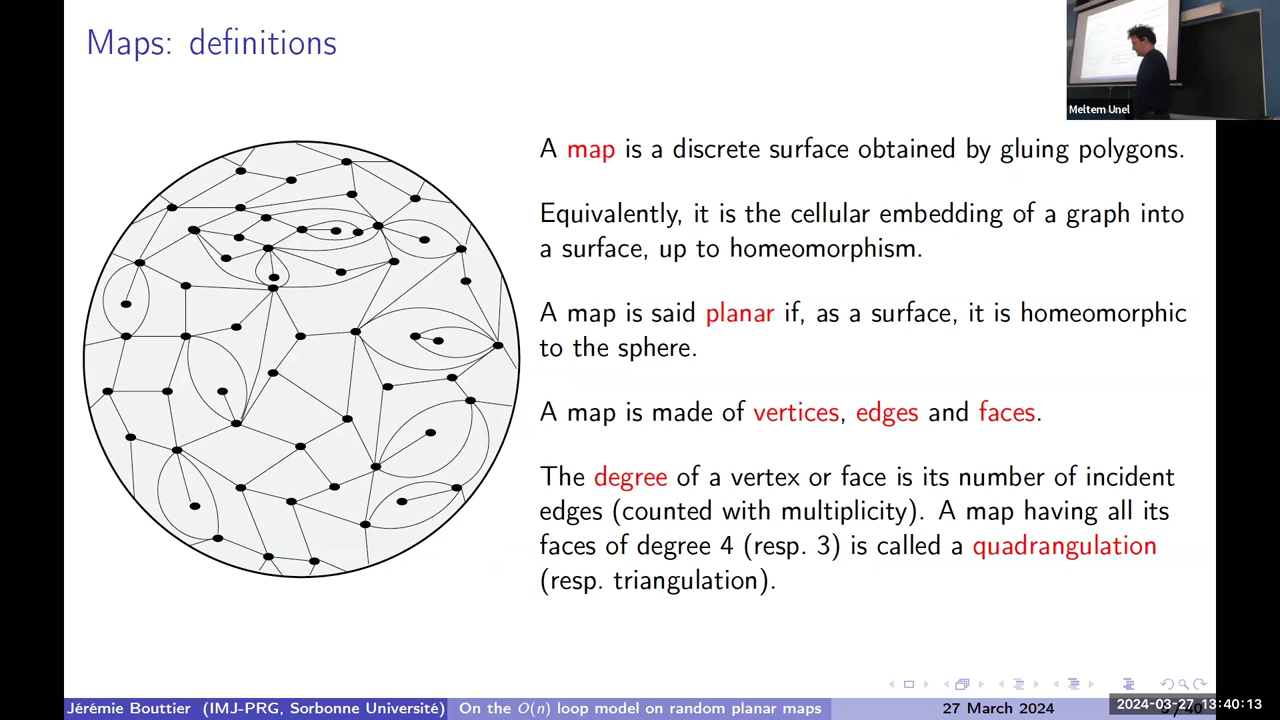 Maps: definitions
Meltem Unel
A map is a discrete surface obtained by gluing polygons.
Equivalently, it is the cellular embedding of a graph into
a surface, up to homeomorphism.
A map is said planar if, as a surface, it is homeomorphic
to the sphere.
A map is made of vertices, edges and faces.
The degree of a vertex or face is its number of incident
edges (counted with multiplicity). A map having all its
faces of degree 4 (resp. 3) is called a quadrangulation
(resp. triangulation).
Jérémie Bouttier (IMJ-PRG, Sorbonne Université) On the O(n) loop model on random planar maps 27 March 2024
2024-03-27 13:40:13